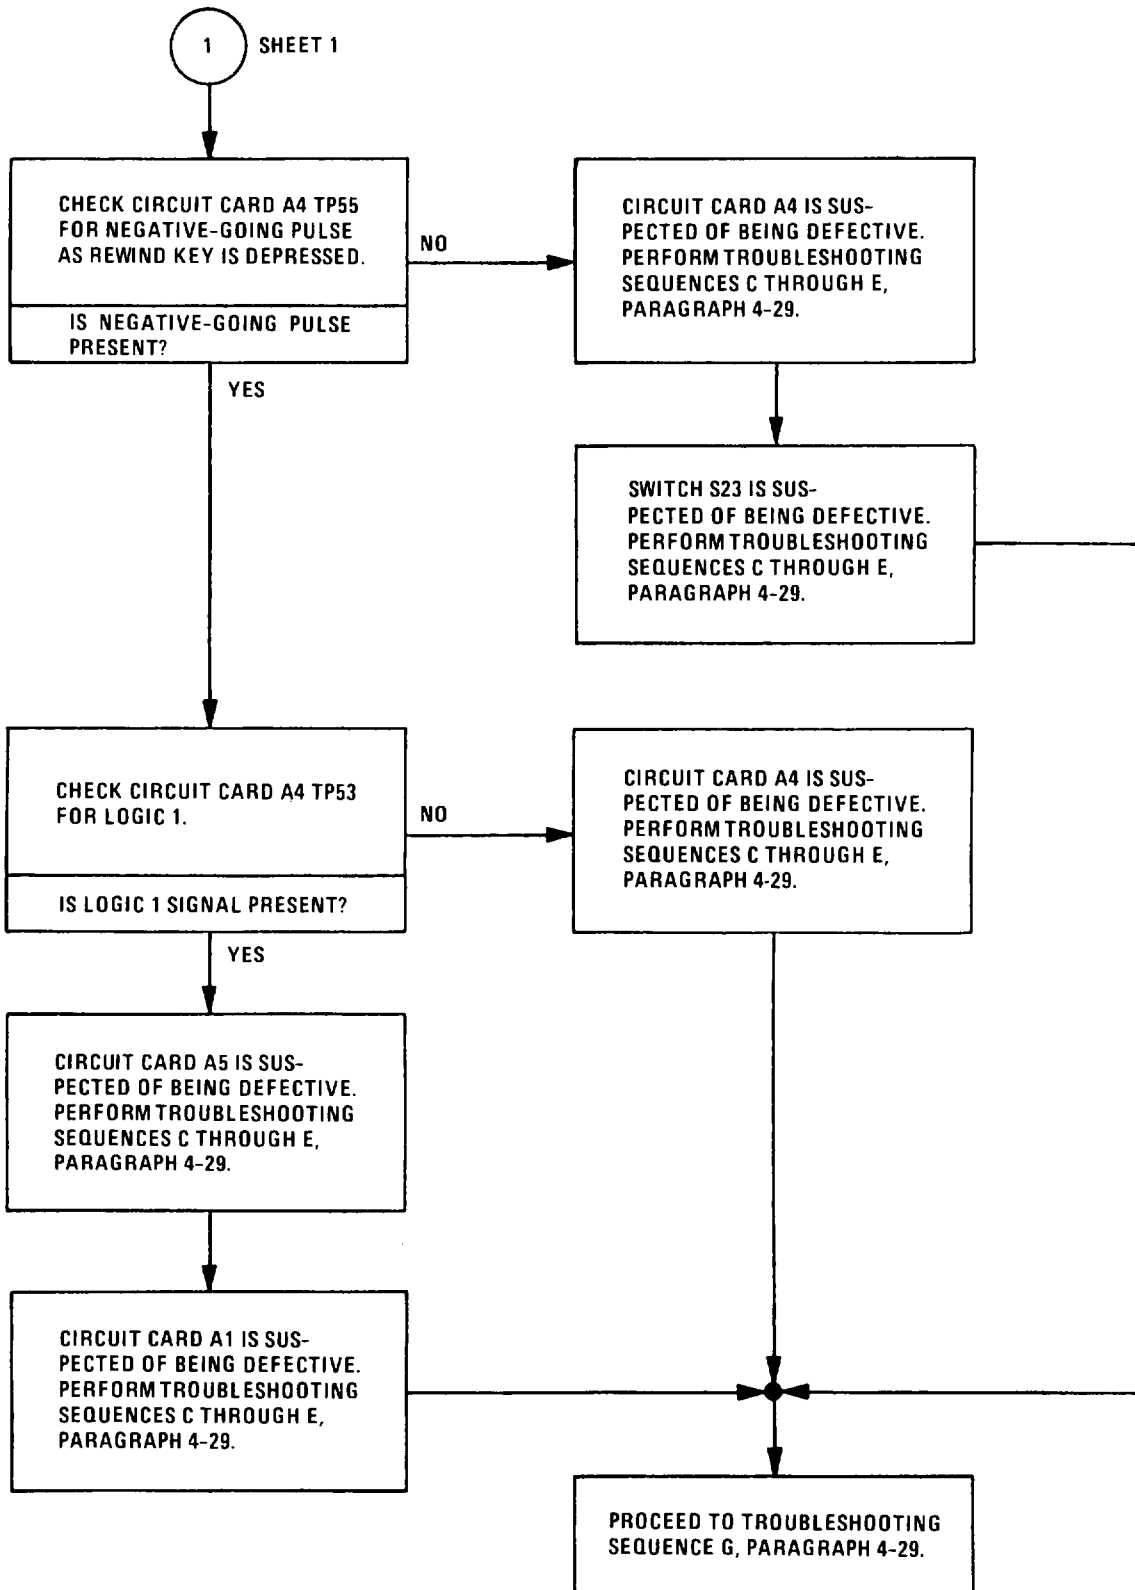 1 SHEET 1
CHECK CIRCUIT CARD A4 TP55
FOR NEGATIVE-GOING PULSE
AS REWIND KEY IS DEPRESSED.
IS NEGATIVE-GOING PULSE
PRESENT?
NO
CIRCUIT CARD A4 IS SUS-
PECTED OF BEING DEFECTIVE.
PERFORM TROUBLESHOOTING
SEQUENCES C THROUGH E,
PARAGRAPH 4-29.
YES
SWITCH S23 IS SUS-
PECTED OF BEING DEFECTIVE.
PERFORM TROUBLESHOOTING
SEQUENCES C THROUGH E,
PARAGRAPH 4-29.
CHECK CIRCUIT CARD A4 TP53
FOR LOGIC 1.
IS LOGIC 1 SIGNAL PRESENT?
NO
CIRCUIT CARD A4 IS SUS-
PECTED OF BEING DEFECTIVE.
PERFORM TROUBLESHOOTING
SEQUENCES C THROUGH E,
PARAGRAPH 4-29.
YES
CIRCUIT CARD A5 IS SUS-
PECTED OF BEING DEFECTIVE.
PERFORM TROUBLESHOOTING
SEQUENCES C THROUGH E,
PARAGRAPH 4-29.
CIRCUIT CARD A1 IS SUS-
PECTED OF BEING DEFECTIVE.
PERFORM TROUBLESHOOTING
SEQUENCES C THROUGH E,
PARAGRAPH 4-29.
PROCEED TO TROUBLESHOOTING
SEQUENCE G, PARAGRAPH 4-29.